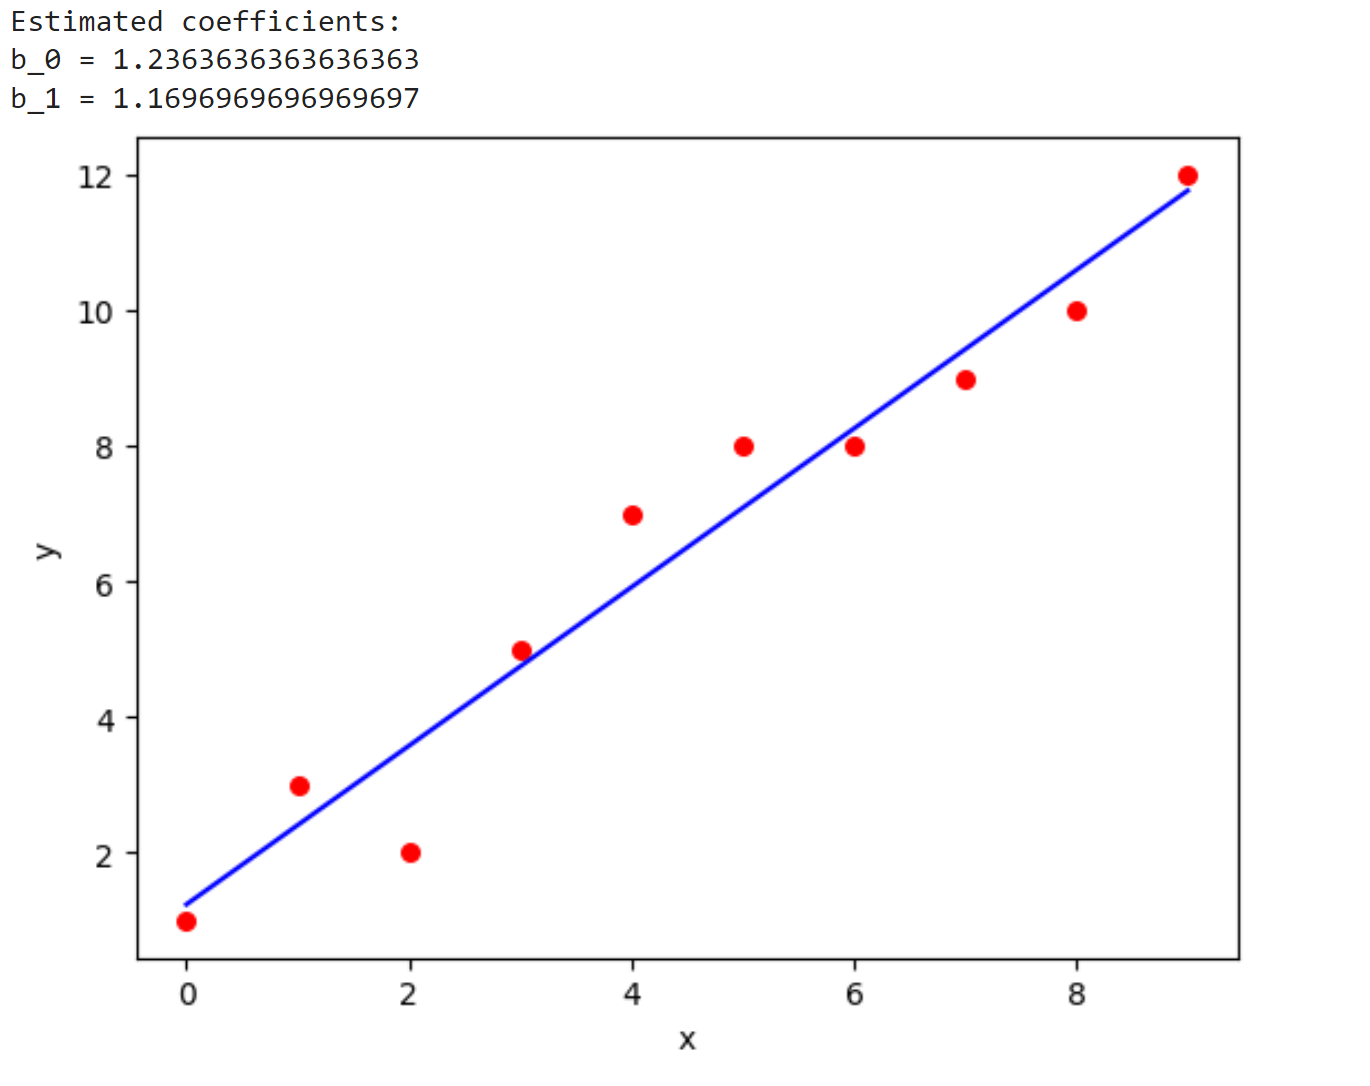 Estimated coefficients:
b_0 = 1.2363636363636363
b_1 = 1.1696969696969697
12
10
8
6
4
2
y
0 2 4 6 8
x